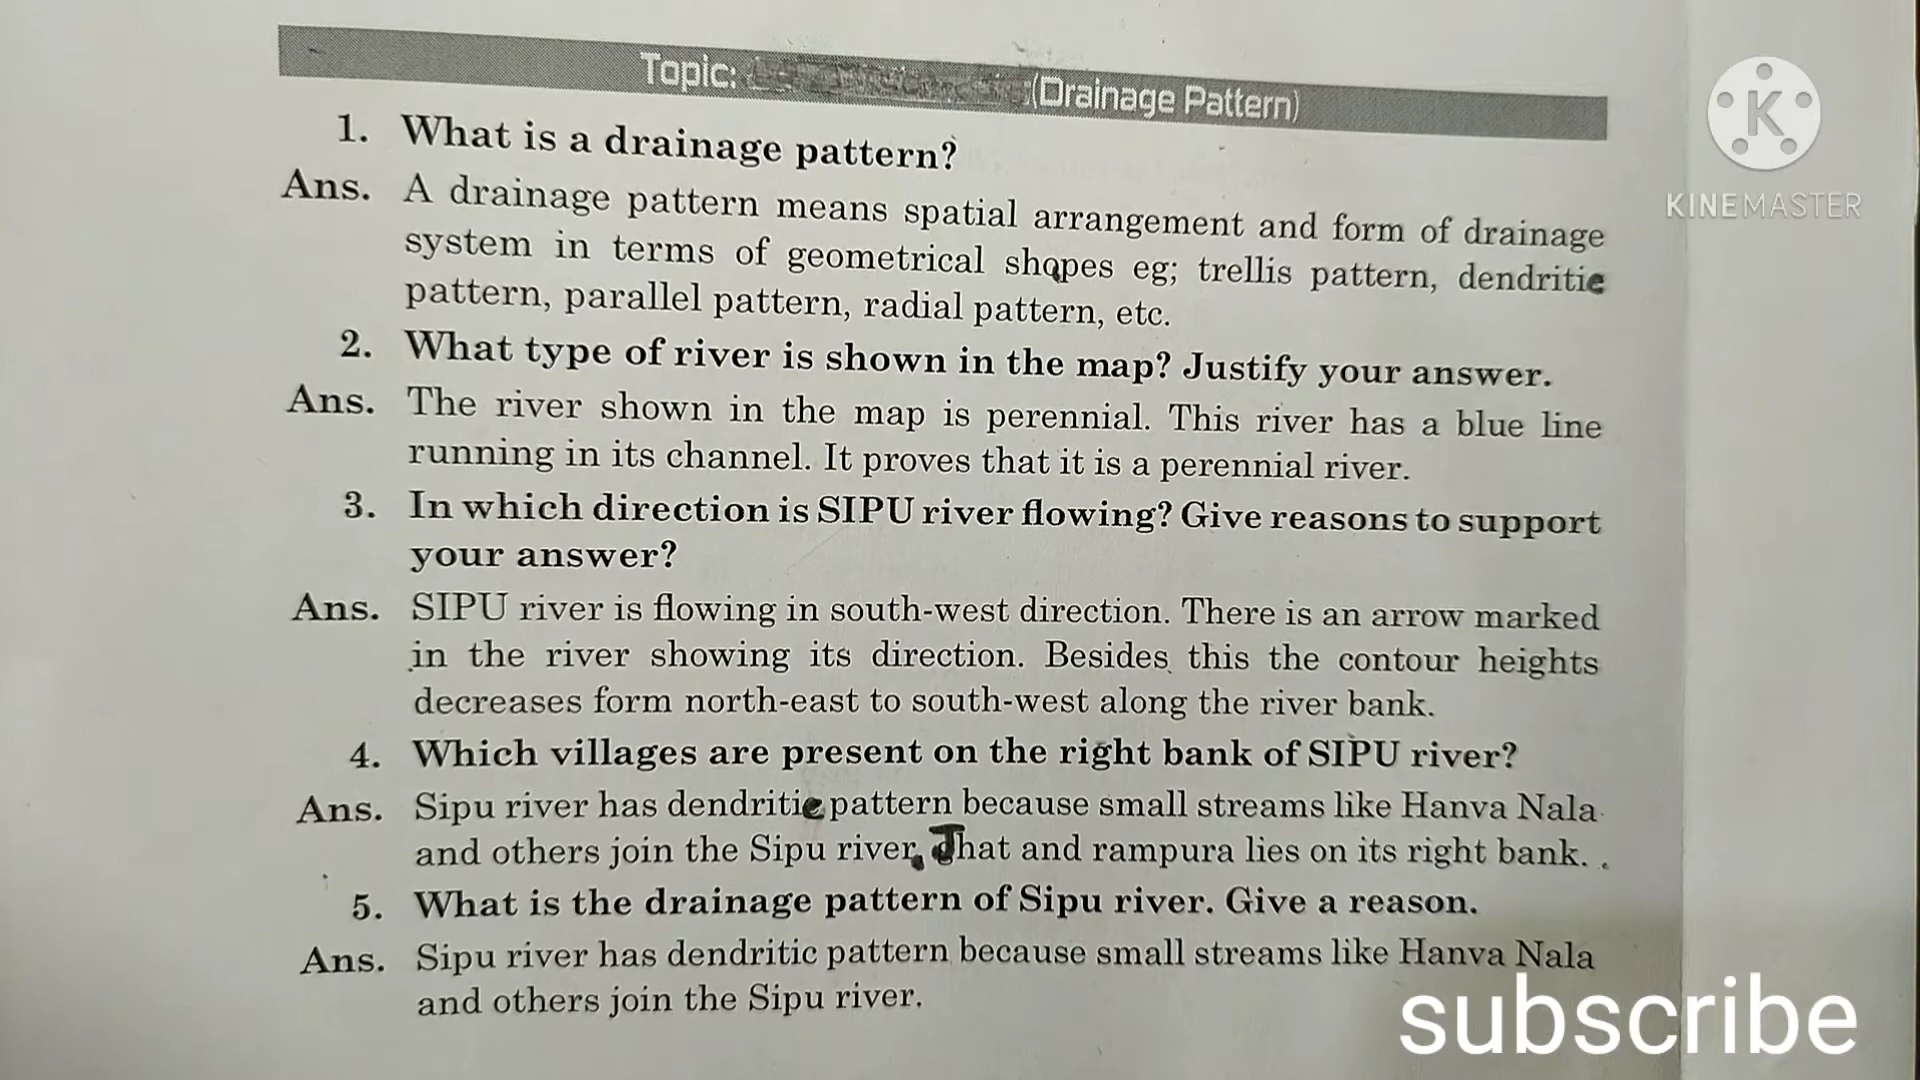 Topic: (Drainage Pattern)
K
KINEMASTER
1. What is a drainage pattern?
Ans. A drainage pattern means spatial arrangement and form of drainage
system in terms of geometrical shapes eg; trellis pattern, dendritie
pattern, parallel pattern, radial pattern, etc.
2. What type of river is shown in the map? Justify your answer.
Ans. The river shown in the map is perennial. This river has a blue line
running in its channel. It proves that it is a perennial river.
3. In which direction is SIPU river flowing? Give reasons to support
your answer?
Ans. SIPU river is flowing in south-west direction. There is an arrow marked
in the river showing its direction. Besides this the contour heights
decreases form north-east to south-west along the river bank.
4. Which villages are present on the right bank of SIPU river?
Ans. Sipu river has dendritie pattern because small streams like Hanva Nala
and others join the Sipu river, Jhat and rampura lies on its right bank.
5. What is the drainage pattern of Sipu river. Give a reason.
Ans. Sipu river has dendritic pattern because small streams like Hanva Nala
and others join the Sipu river.
subscribe